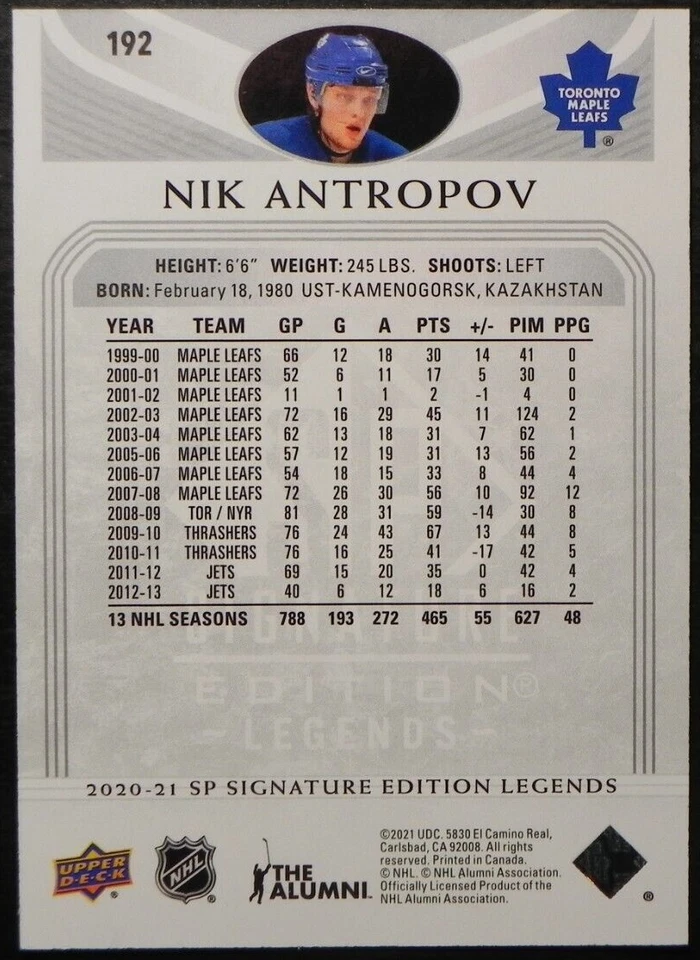 192
TORONTO
MAPLE
LEAFS
®
NIK ANTROPOV
HEIGHT: 6'6" WEIGHT: 245 LBS. SHOOTS: LEFT
BORN: February 18, 1980 UST-KAMENOGORSK, KAZAKHSTAN
YEAR TEAM GP G A PTS +/- PIM PPG
1999-00 MAPLE LEAFS 66 12 18 30 14 41 0
2000-01 MAPLE LEAFS 52 6 11 17 5 30 0
2001-02 MAPLE LEAFS 11 1 1 2 -1 4 0
2002-03 MAPLE LEAFS 72 16 29 45 11 124 2
2003-04 MAPLE LEAFS 62 13 18 31 7 62 1
2005-06 MAPLE LEAFS 57 12 19 31 13 56 2
2006-07 MAPLE LEAFS 54 18 15 33 8 44 4
2007-08 MAPLE LEAFS 72 26 30 56 10 92 12
2008-09 TOR / NYR 81 28 31 59 -14 30 8
2009-10 THRASHERS 76 24 43 67 13 44 8
2010-11 THRASHERS 76 16 25 41 -17 42 5
2011-12 JETS 69 15 20 35 0 42 4
2012-13 JETS 40 6 12 18 6 16 2
13 NHL SEASONS 788 193 272 465 55 627 48
SIGNATURE
EDITION®
-LEGENDS-
2020-21 SP SIGNATURE EDITION LEGENDS
UPPER
DECK
®
NHL
®
THE
ALUMNI™
©2021 UDC. 5830 El Camino Real,
Carlsbad, CA 92008. All rights
reserved. Printed in Canada.
© NHL. © NHL Alumni Association.
Officially Licensed Product of the
NHL Alumni Association.
®